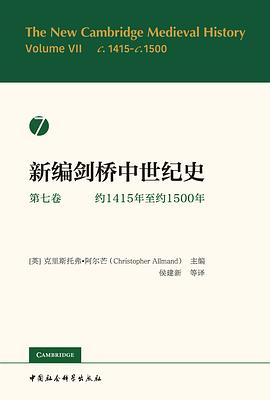 The New Cambridge Medieval History
Volume VII c. 1415-c.1500
7
新编剑桥中世纪史
第七卷 约1415年至约1500年
[英] 克里斯托弗·阿尔芒 (Christopher Allmand) 主编
侯建新 等译
CAMBRIDGE
中国社会科学出版社